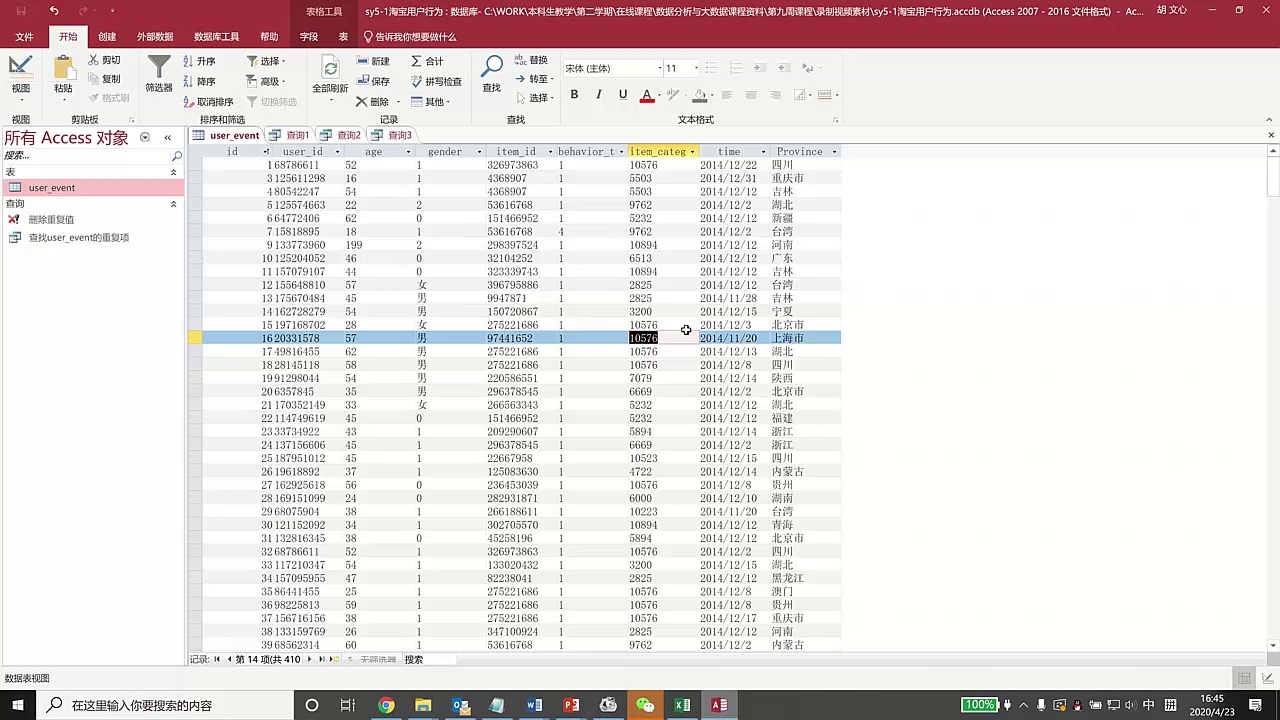 表格工具
sy5-1淘宝用户行为 : 数据库- C:\WORK\本科生教学\第二学期\在线课程\数据分析与大数据课程资料\第九周课程\录制视频素材\sy5-1淘宝用户行为.accdb (Access 2007 - 2016 文件格式) - Ac...
胡 文心
文件 开始 创建 外部数据 数据库工具 帮助 字段 表 告诉我你想要做什么
视图 粘贴 剪切 复制 格式刷
筛选器 升序 降序 取消排序 选择 高级 切换筛选
全部刷新 新建 保存 删除 合计 拼写检查 其他
查找 替换 转至 选择
宋体 (主体) 11
B I U A
视图 剪贴板 排序和筛选 记录 查找 文本格式
所有 Access 对象
搜索...
表
user_event
查询
删除重复值
查找user_event的重复项
user_event 查询1 查询2 查询3
id user_id age gender item_id behavior_t item_categ time Province
1 68786611 52 1 326973863 1 10576 2014/12/22 四川
3 125611298 16 1 4368907 1 5503 2014/12/31 重庆市
4 80542247 54 1 4368907 1 5503 2014/12/12 吉林
5 125574663 22 2 53616768 1 9762 2014/12/2 湖北
6 64772406 62 0 151466952 1 5232 2014/12/12 新疆
7 15818895 18 1 53616768 4 9762 2014/12/2 台湾
9 133773960 199 2 298397524 1 10894 2014/12/12 河南
10 125204052 46 0 32104252 1 6513 2014/12/12 广东
11 157079107 44 0 323339743 1 10894 2014/12/12 吉林
12 155648810 57 女 396795886 1 2825 2014/12/12 台湾
13 175670484 45 男 9947871 1 2825 2014/11/28 吉林
14 162728279 54 男 150720867 1 3200 2014/12/15 宁夏
15 197168702 28 女 275221686 1 10576 2014/12/3 北京市
16 20331578 57 男 97441652 1 10576 2014/11/20 上海市
17 49816455 62 男 275221686 1 10576 2014/12/13 湖北
18 28145118 58 男 275221686 1 10576 2014/12/8 四川
19 91298044 54 男 220586551 1 7079 2014/12/14 陕西
20 6357845 35 男 296378545 1 6669 2014/12/2 北京市
21 170352149 33 女 266563343 1 5232 2014/12/12 湖北
22 114749619 45 0 151466952 1 5232 2014/12/12 福建
23 33734922 43 1 209290607 1 5894 2014/12/14 浙江
24 137156606 45 1 296378545 1 6669 2014/12/2 浙江
25 187951012 45 1 22667958 1 10523 2014/12/15 四川
26 19618892 37 1 125083630 1 4722 2014/12/14 内蒙古
27 162925618 56 0 236453039 1 10576 2014/12/8 贵州
28 169151099 24 0 282931871 1 6000 2014/12/10 湖南
29 68075904 38 1 266188611 1 10223 2014/11/20 台湾
30 121152092 34 1 302705570 1 10894 2014/12/12 青海
31 132816345 38 0 45258196 1 5894 2014/12/12 北京市
32 68786611 52 1 326973863 1 10576 2014/12/2 四川
33 117210347 54 1 133020432 1 3200 2014/12/15 湖北
34 157095955 47 1 82238041 1 2825 2014/12/12 黑龙江
35 86441455 25 1 275221686 1 10576 2014/12/8 澳门
36 98225813 59 1 275221686 1 10576 2014/12/8 贵州
37 156716156 38 1 275221686 1 10576 2014/12/17 重庆市
38 133159769 26 1 347100924 1 2825 2014/12/12 河南
39 68562314 60 1 53616768 1 9762 2014/12/2 内蒙古
记录: 第 14 项(共 410 无筛选器 搜索
数据表视图
在这里输入你要搜索的内容
100%
中
16:45
2020/4/23